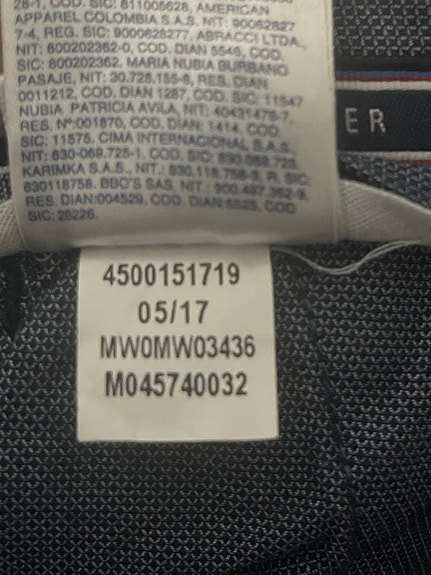 28-1, COD. SIC: 811005628, AMERICAN
APPAREL COLOMBIA S.A.S. NIT: 90062827
7-4, REG. SIC: 9000628277, ABRACCI LTDA.,
NIT: 800202362-0, COD. DIAN 5546, COD.
SIC: 800202362. MARIA NUBIA BURBANO
PASAJE, NIT: 30.728.155-8, RES. DIAN
0011212, COD. DIAN 1287, COD. SIC: 11547
NUBIA PATRICIA AVILA, NIT: 40431475-7,
RES. Nº:001870, COD. DIAN: 1414, COD.
SIC: 11575, CIMA INTERNACIONAL S.A.S.,
NIT: 830-069.725-1, COD. SIC: 830.069.725
KARIMKA S.A.S., NIT.: 830.118.758-3, R. SIC:
830118758, BBO'S SAS, NIT.: 900.497.362-9,
RES. DIAN:004529, COD. DIAN:5525, COD
SIC: 26226.
ER
4500151719
05/17
MW0MW03436
M045740032